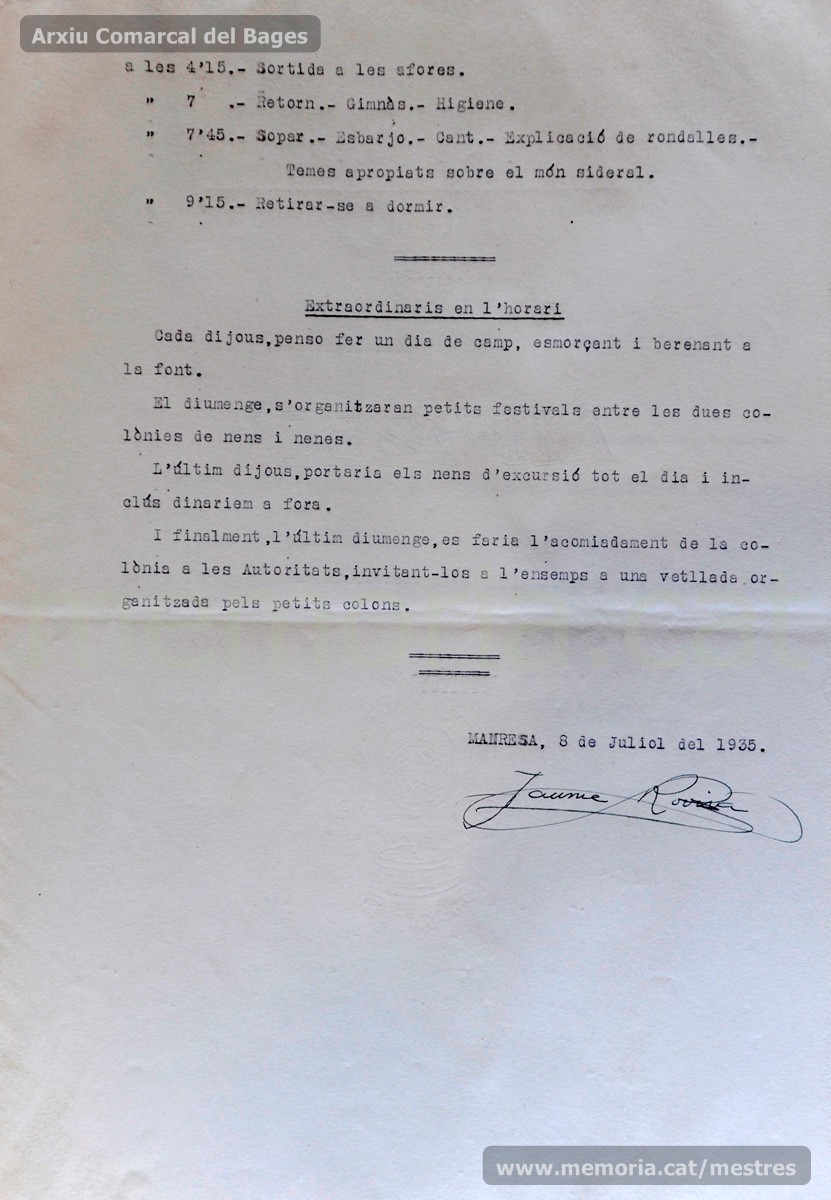 Arxiu Comarcal del Bages
a les 4'15.- Sortida a les afores.
" 7 .- Retorn.- Gimnàs.- Higiene.
" 7'45.- Sopar.- Esbarjo.- Cant.- Explicació de rondalles.-
Temes apropiats sobre el món sideral.
" 9'15.- Retirar-se a dormir.
Extraordinaris en l'horari
Cada dijous,penso fer un dia de camp, esmorçant i berenant a
la font.
El diumenge,s'organitzaran petits festivals entre les dues co-
lònies de nens i nenes.
L'últim dijous,portaria els nens d'excursió tot el dia i in-
clús dinariem a fora.
I finalment,l'últim diumenge,es faria l'acomiadament de la co-
lònia a les Autoritats,invitant-los a l'ensemps a una vetllada or-
ganitzada pels petits colons.
MANRESA, 8 de Juliol del 1935.
Jaume Rovira
www.memoria.cat/mestres